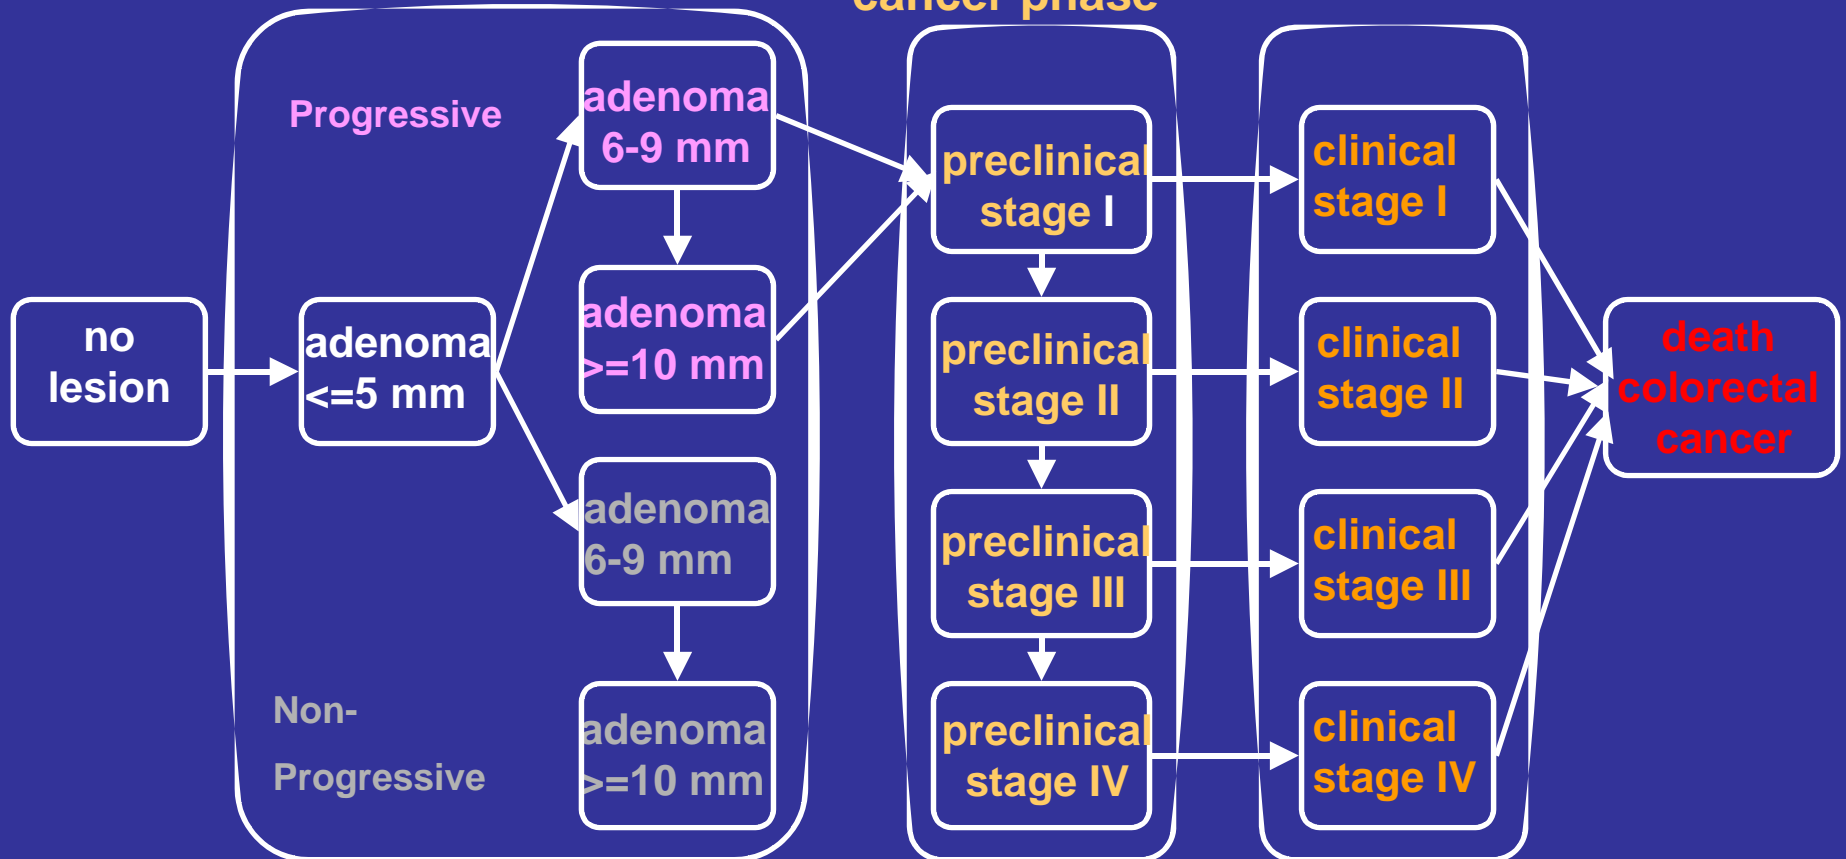 cancer phase
Progressive
no
lesion
adenoma
<=5 mm
adenoma
6-9 mm
adenoma
>=10 mm
adenoma
6-9 mm
adenoma
>=10 mm
Non-
Progressive
preclinical
stage I
preclinical
stage II
preclinical
stage III
preclinical
stage IV
clinical
stage I
clinical
stage II
clinical
stage III
clinical
stage IV
death
colorectal
cancer